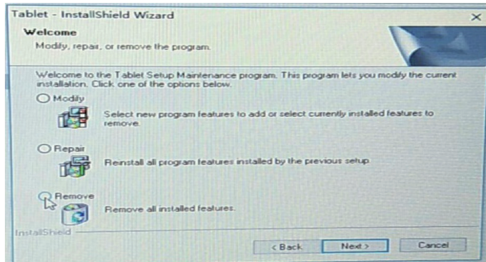 Tablet - InstallShield Wizard
Welcome
Modify, repair, or remove the program.
Welcome to the Tablet Setup Maintenance program. This program lets you modify the current
installation. Click one of the options below.
Modify
Select new program features to add or select currently installed features to
remove.
Repair
Reinstall all program features installed by the previous setup.
Remove
Remove all installed features.
InstallShield
< Back
Next >
Cancel